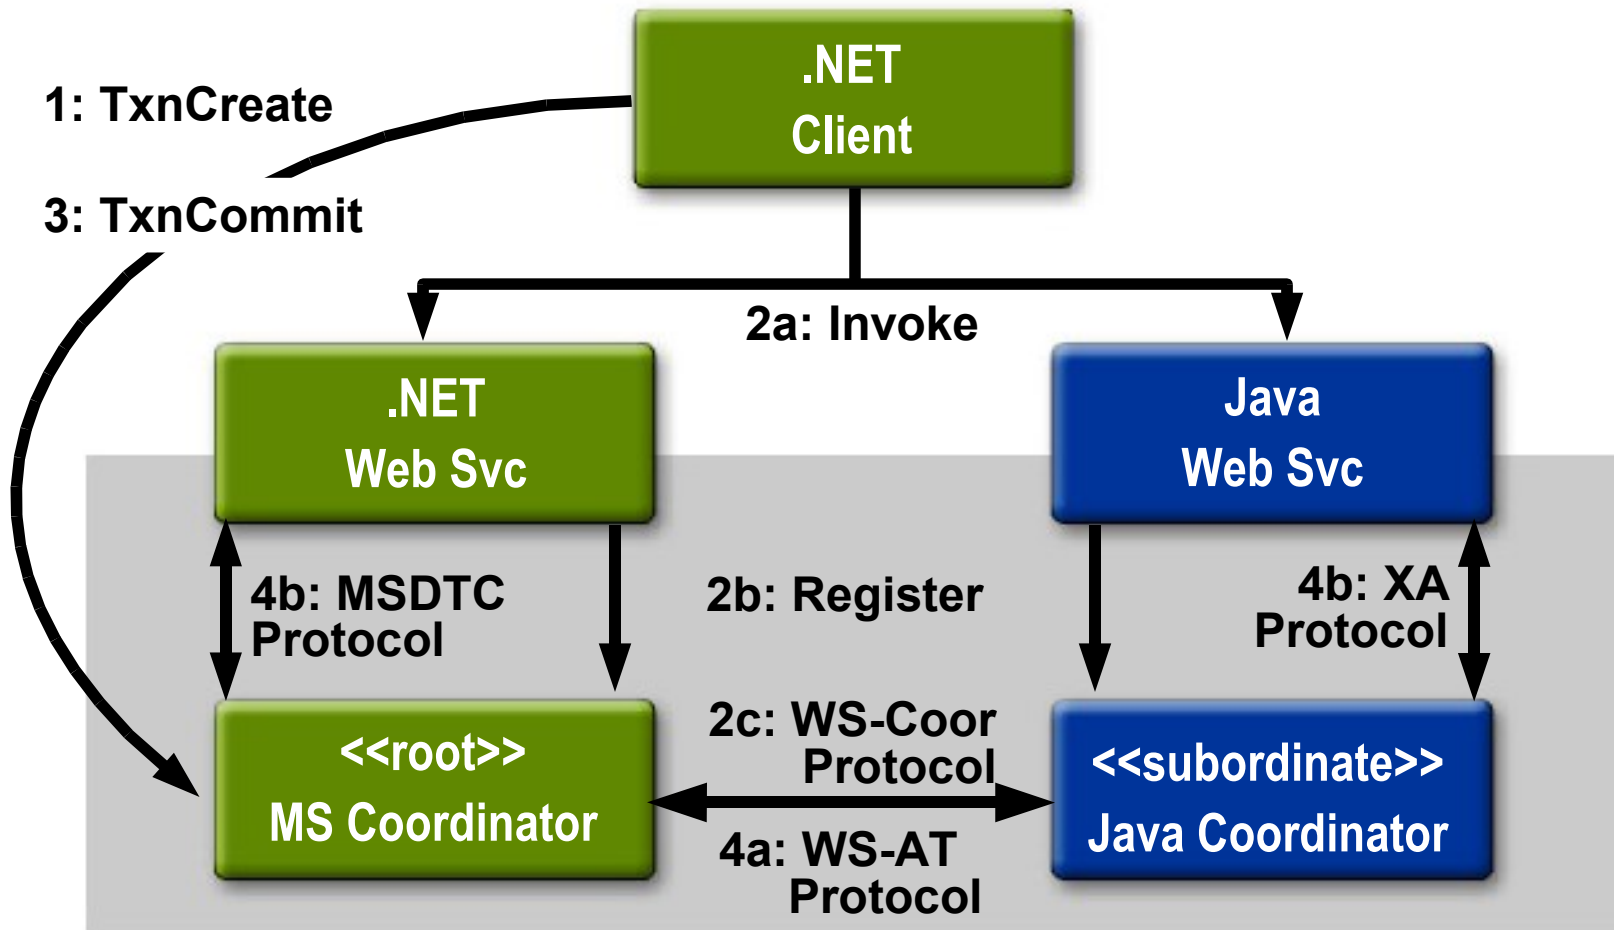 .NET
Client
1: TxnCreate
3: TxnCommit
2a: Invoke
.NET
Web Svc
Java
Web Svc
4b: MSDTC
Protocol
2b: Register
4b: XA
Protocol
<<root>>
MS Coordinator
2c: WS-Coor
Protocol
4a: WS-AT
Protocol
<<subordinate>>
Java Coordinator